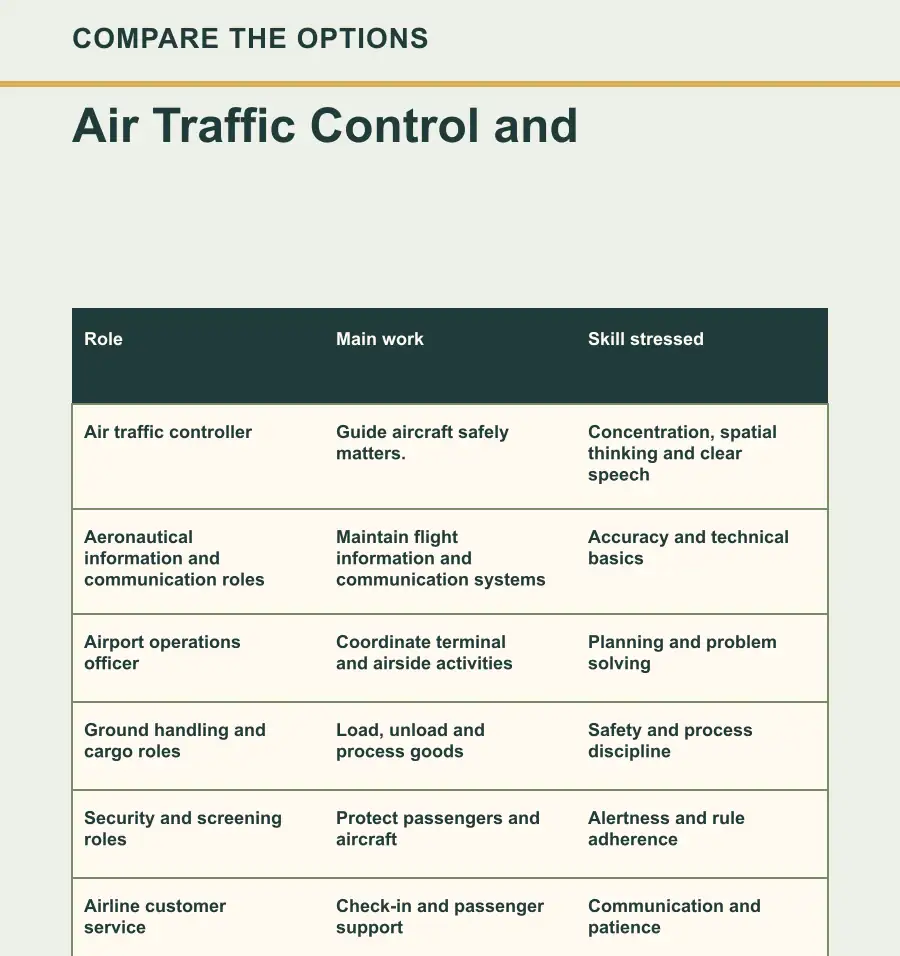 COMPARE THE OPTIONS
Air Traffic Control and
Role
Main work
Skill stressed
Air traffic controller
Guide aircraft safely
matters.
Concentration, spatial
thinking and clear
speech
Aeronautical
information and
communication roles
Maintain flight
information and
communication systems
Accuracy and technical
basics
Airport operations
officer
Coordinate terminal
and airside activities
Planning and problem
solving
Ground handling and
cargo roles
Load, unload and
process goods
Safety and process
discipline
Security and screening
roles
Protect passengers and
aircraft
Alertness and rule
adherence
Airline customer
service
Check-in and passenger
support
Communication and
patience